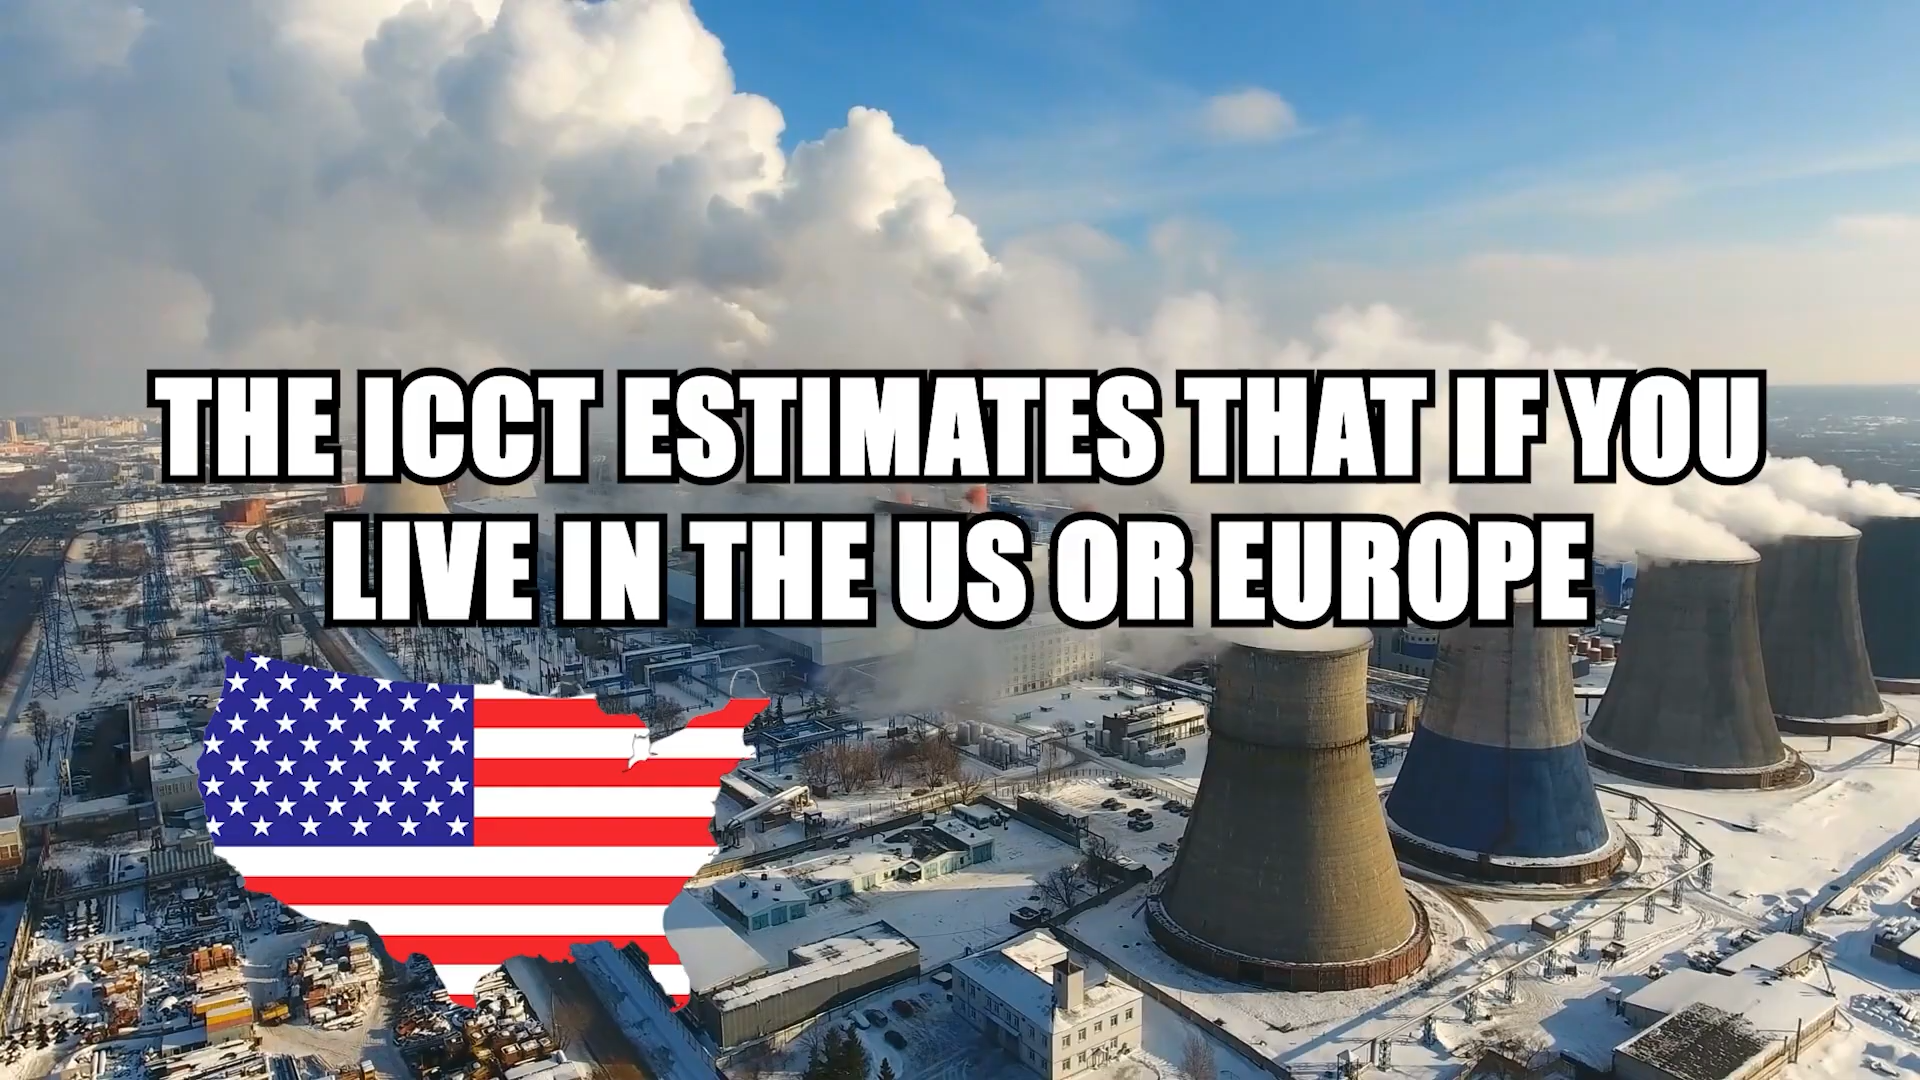 THE ICCT ESTIMATES THAT IF YOU
LIVE IN THE US OR EUROPE